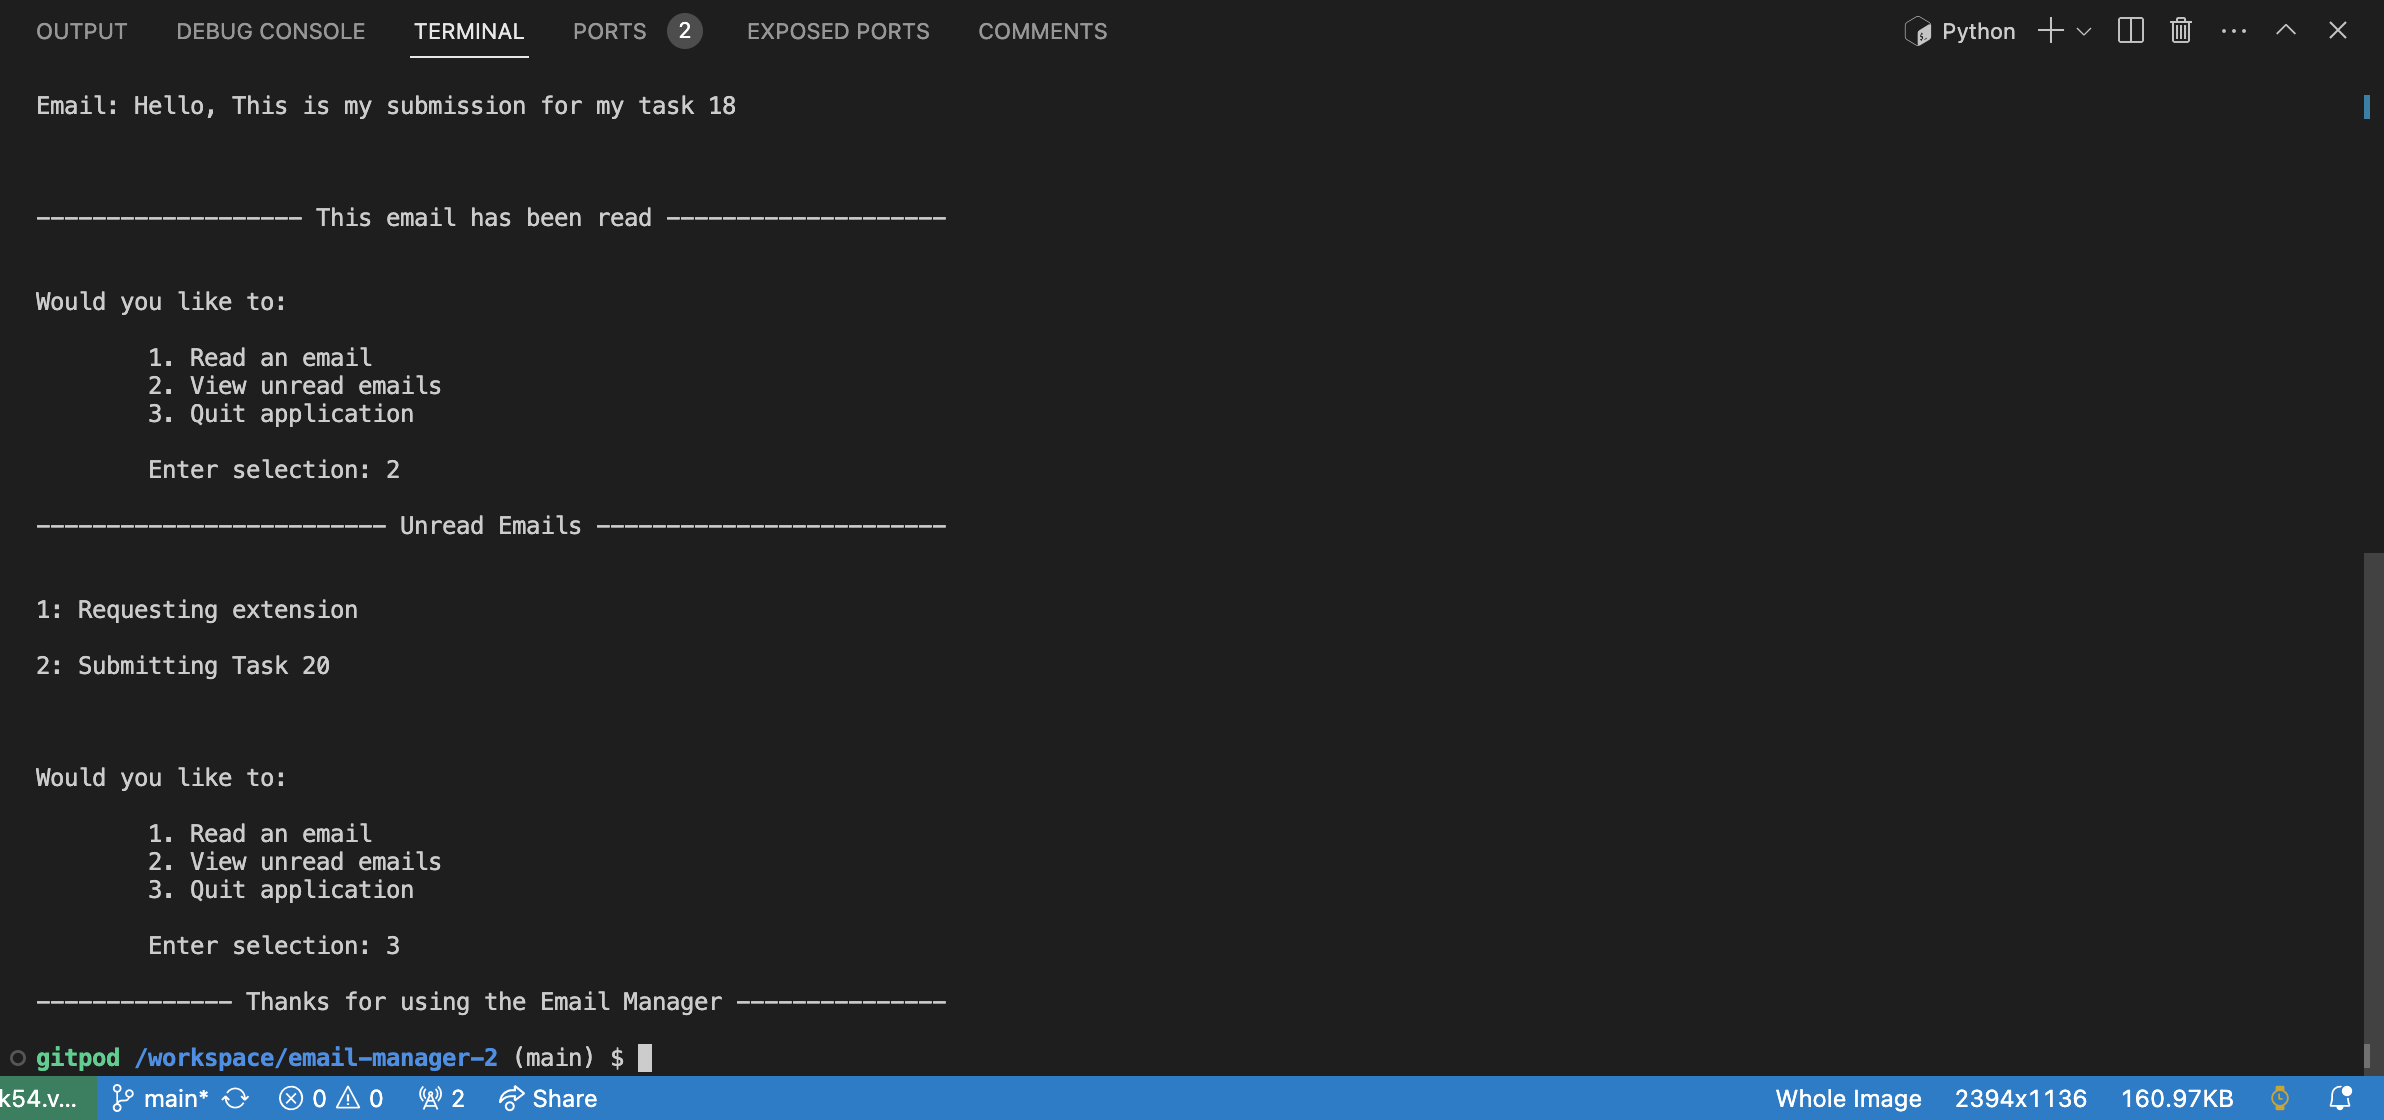 OUTPUT DEBUG CONSOLE TERMINAL PORTS 2 EXPOSED PORTS COMMENTS Python
Email: Hello, This is my submission for my task 18
------------------- This email has been read --------------------
Would you like to:
1. Read an email
2. View unread emails
3. Quit application
Enter selection: 2
------------------------- Unread Emails -------------------------
1: Requesting extension
2: Submitting Task 20
Would you like to:
1. Read an email
2. View unread emails
3. Quit application
Enter selection: 3
-------------- Thanks for using the Email Manager ---------------
gitpod /workspace/email-manager-2 (main) $
k54.v... main* 0 0 2 Share Whole Image 2394x1136 160.97KB